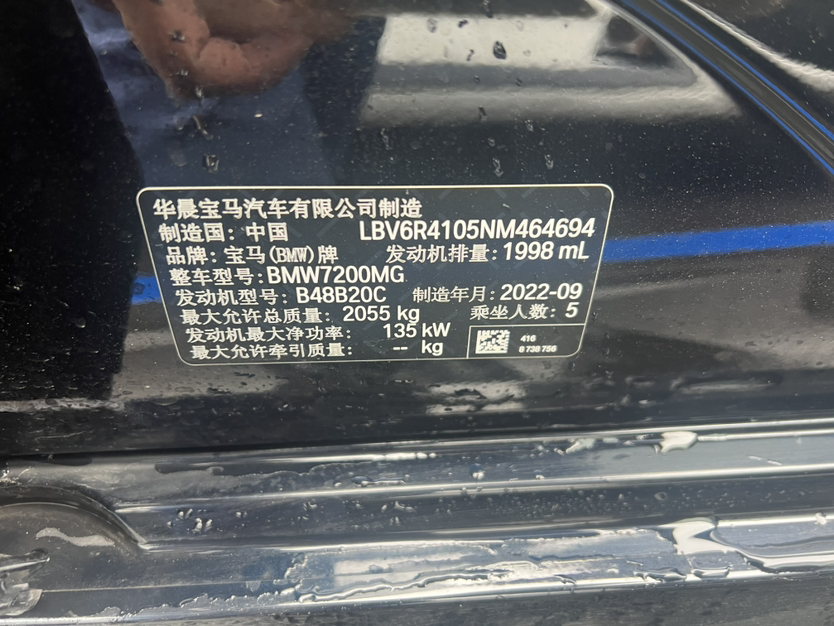 华晨宝马汽车有限公司制造
制造国: 中国 LBV6R4105NM464694
品牌: 宝马(BMW)牌 发动机排量: 1998 mL
整车型号: BMW7200MG
发动机型号: B48B20C 制造年月: 2022-09
最大允许总质量: 2055 kg 乘坐人数: 5
发动机最大净功率: 135 kW
最大允许牵引质量: -- kg
416
8 738 756